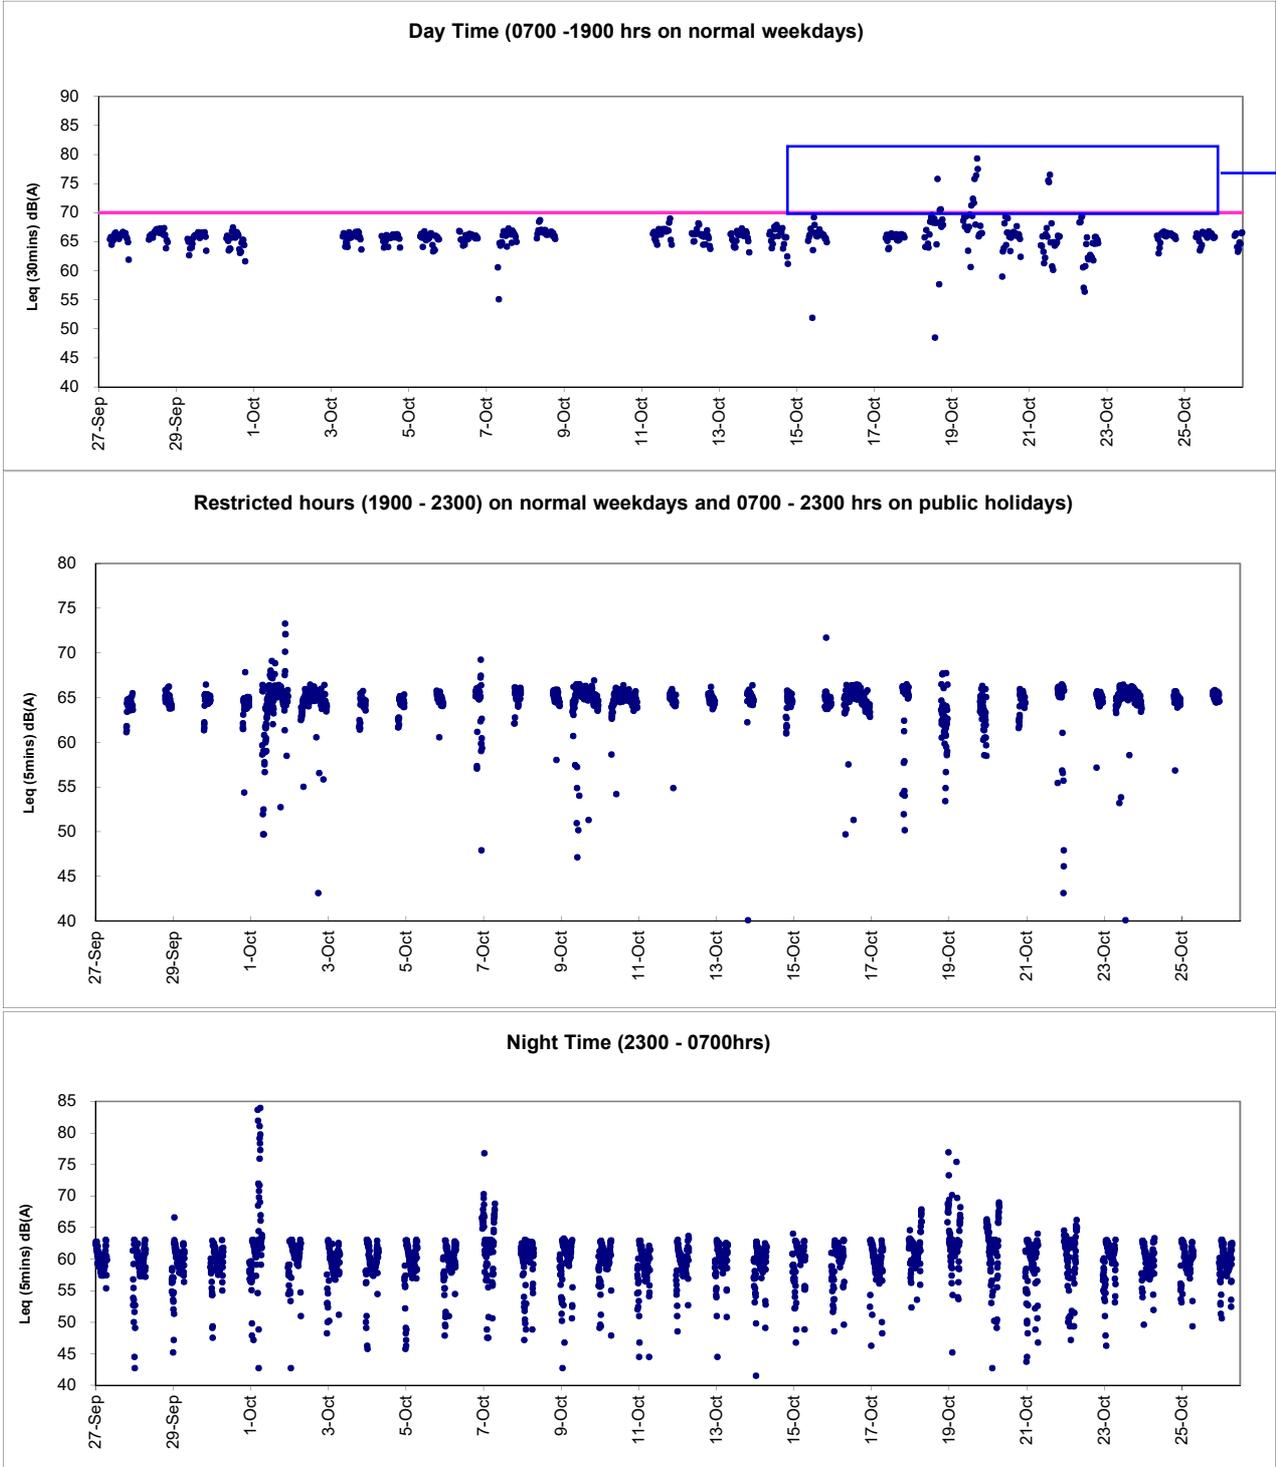 Day Time (0700 -1900 hrs on normal weekdays)
Leq (30mins) dB(A)
90
85
80
75
70
65
60
55
50
45
40
27-Sep
29-Sep
1-Oct
3-Oct
5-Oct
7-Oct
9-Oct
11-Oct
13-Oct
15-Oct
17-Oct
19-Oct
21-Oct
23-Oct
25-Oct
Restricted hours (1900 - 2300) on normal weekdays and 0700 - 2300 hrs on public holidays)
Leq (5mins) dB(A)
80
75
70
65
60
55
50
45
40
27-Sep
29-Sep
1-Oct
3-Oct
5-Oct
7-Oct
9-Oct
11-Oct
13-Oct
15-Oct
17-Oct
19-Oct
21-Oct
23-Oct
25-Oct
Night Time (2300 - 0700hrs)
Leq (5mins) dB(A)
85
80
75
70
65
60
55
50
45
40
27-Sep
29-Sep
1-Oct
3-Oct
5-Oct
7-Oct
9-Oct
11-Oct
13-Oct
15-Oct
17-Oct
19-Oct
21-Oct
23-Oct
25-Oct